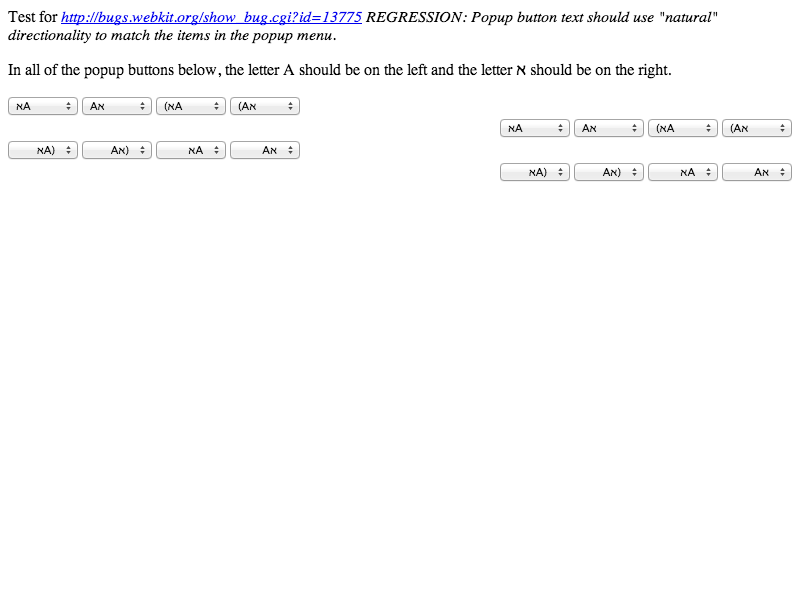 Test for http://bugs.webkit.org/show_bug.cgi?id=13775 REGRESSION: Popup button text should use "natural"
directionality to match the items in the popup menu.
In all of the popup buttons below, the letter A should be on the left and the letter א should be on the right.
אA Aא (אA (Aא
אA Aא (אA (Aא
אA) Aא) אA Aא
אA) Aא) אA Aא